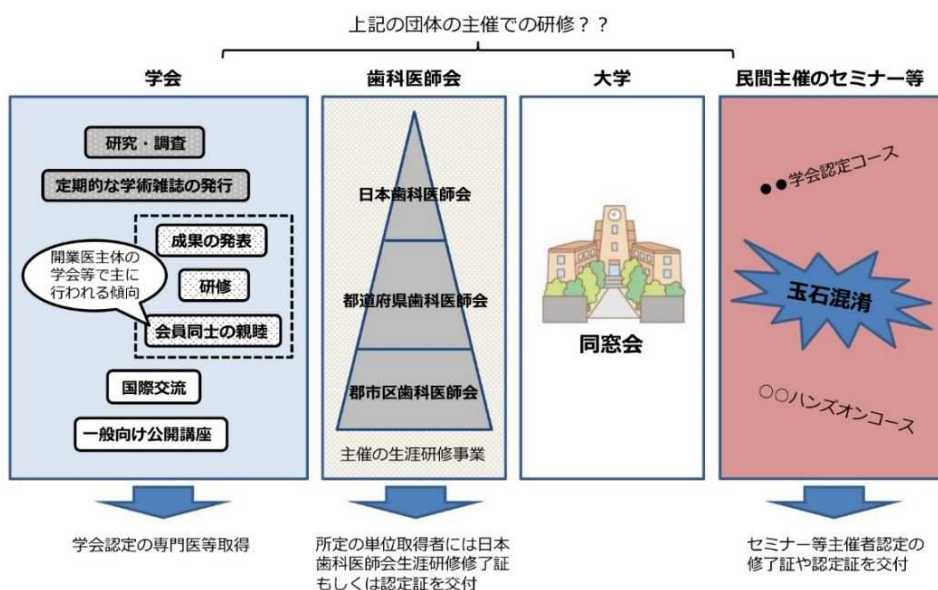 上記の団体の主催での研修？？
学会
歯科医師会
大学
民間主催のセミナー等
研究・調査
定期的な学術雑誌の発行
成果の発表
研修
会員同士の親睦
開業医主体の
学会等で主に
行われる傾向
国際交流
一般向け公開講座
日本歯科医師会
都道府県歯科医師会
郡市区歯科医師会
主催の生涯研修事業
同窓会
●●学会認定コース
玉石混淆
○○ハンズオンコース
学会認定の専門医等取得
所定の単位取得者には日本
歯科医師会生涯研修修了証
もしくは認定証を交付
セミナー等主催者認定の
修了証や認定証を交付